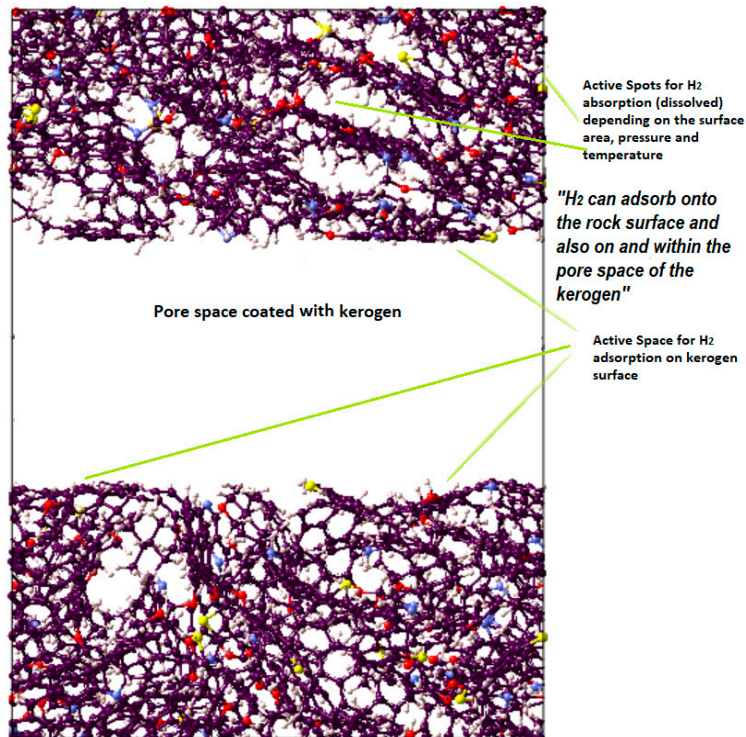 Active Spots for H2
absorption (dissolved)
depending on the surface
area, pressure and
temperature
"H2 can adsorb onto
the rock surface and
also on and within the
pore space of the
kerogen"
Pore space coated with kerogen
Active Space for H2
adsorption on kerogen
surface